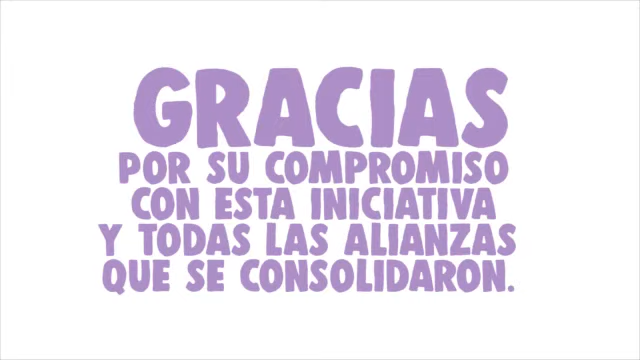 GRACIAS
POR SU COMPROMISO
CON ESTA INICIATIVA
Y TODAS LAS ALIANZAS
QUE SE CONSOLIDARON.